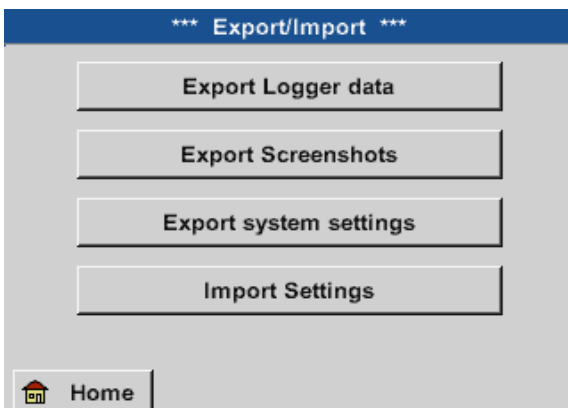 *** Export/Import ***
Export Logger data
Export Screenshots
Export system settings
Import Settings
Home